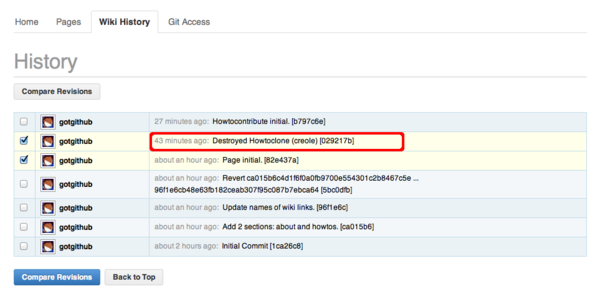 Home Pages Wiki History Git Access
History
Compare Revisions
gotgithub 27 minutes ago: Howtocontribute initial. [b797c6e]
gotgithub 43 minutes ago: Destroyed Howtoclone (creole) [029217b]
gotgithub about an hour ago: Page initial. [82e437a]
gotgithub about an hour ago: Revert ca015b6c4d1f6f0a0fb9700e554301c2b8467c5e ...
96f1e6cb48e63fb182ceab307f95c087b7ebca64 [5bc0dfb]
gotgithub about an hour ago: Update names of wiki links. [96f1e6c]
gotgithub about an hour ago: Add 2 sections: about and howtos. [ca015b6]
gotgithub about 2 hours ago: Initial Commit [1ca26c8]
Compare Revisions Back to Top